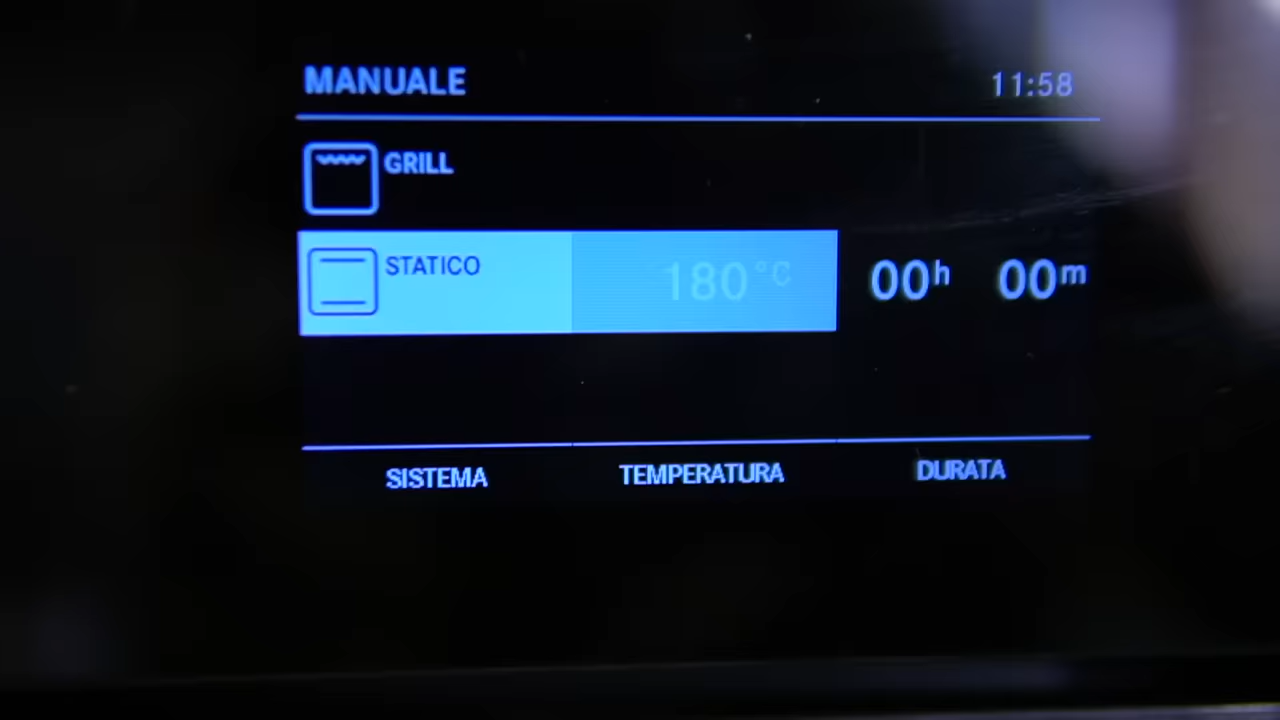 MANUALE 11:58
GRILL
STATICO 180°C 00h 00m
SISTEMA TEMPERATURA DURATA